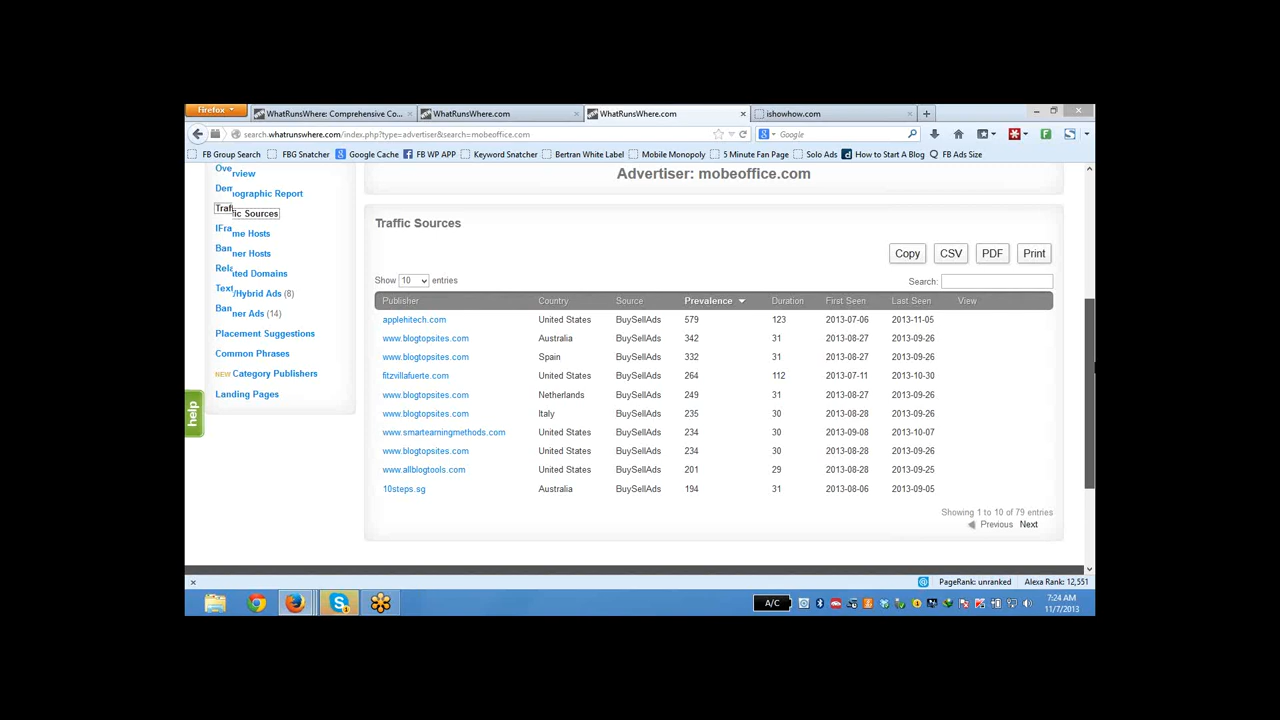 Firefox
WhatRunsWhere: Comprehensive Co...
WhatRunsWhere.com
WhatRunsWhere.com
ishowhow.com
search.whatrunswhere.com/index.php?type=advertiser&search=mobeoffice.com
Google
FB Group Search
FBG Snatcher
Google Cache
FB WP APP
Keyword Snatcher
Bertran White Label
Mobile Monopoly
5 Minute Fan Page
Solo Ads
How to Start A Blog
FB Ads Size
Overview
Demographic Report
Traffic Sources
IFrame Hosts
Banner Hosts
Related Domains
Text/Hybrid Ads (8)
Banner Ads (14)
Placement Suggestions
Common Phrases
NEW Category Publishers
Landing Pages
help
Advertiser: mobeoffice.com
Traffic Sources
Copy CSV PDF Print
Show 10 entries Search:
Publisher Country Source Prevalence Duration First Seen Last Seen View
applehitech.com United States BuySellAds 579 123 2013-07-06 2013-11-05
www.blogtopsites.com Australia BuySellAds 342 31 2013-08-27 2013-09-26
www.blogtopsites.com Spain BuySellAds 332 31 2013-08-27 2013-09-26
fitzvillafuerte.com United States BuySellAds 264 112 2013-07-11 2013-10-30
www.blogtopsites.com Netherlands BuySellAds 249 31 2013-08-27 2013-09-26
www.blogtopsites.com Italy BuySellAds 235 30 2013-08-28 2013-09-26
www.smartearningmethods.com United States BuySellAds 234 30 2013-09-08 2013-10-07
www.blogtopsites.com United States BuySellAds 234 30 2013-08-28 2013-09-26
www.allblogtools.com United States BuySellAds 201 29 2013-08-28 2013-09-25
10steps.sg Australia BuySellAds 194 31 2013-08-06 2013-09-05
Showing 1 to 10 of 79 entries
Previous Next
PageRank: unranked Alexa Rank: 12,551
A/C
7:24 AM
11/7/2013